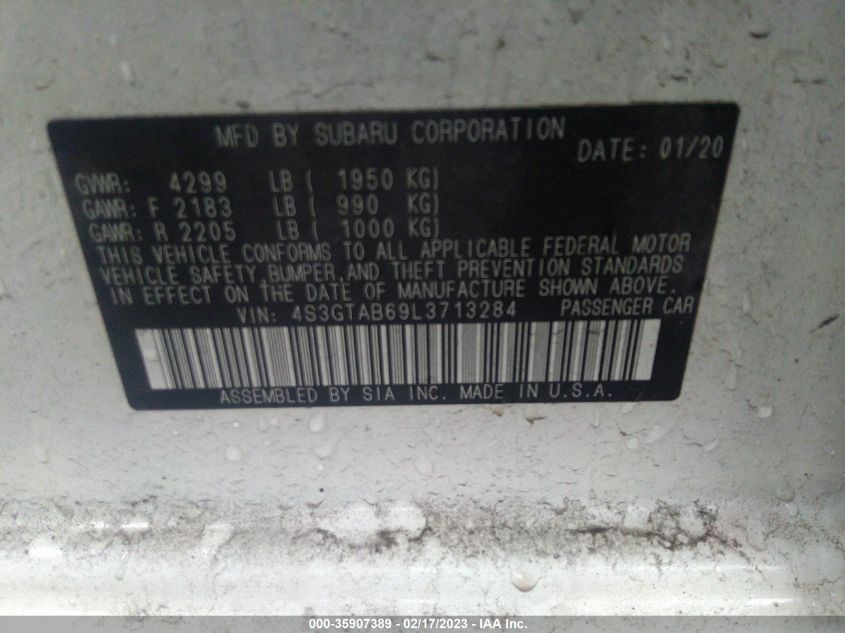 MFD BY SUBARU CORPORATION
DATE: 01/20
GVWR: 4299 LB ( 1950 KG)
GAWR: F 2183 LB ( 990 KG)
GAWR: R 2205 LB ( 1000 KG)
THIS VEHICLE CONFORMS TO ALL APPLICABLE FEDERAL MOTOR
VEHICLE SAFETY,BUMPER,AND THEFT PREVENTION STANDARDS
IN EFFECT ON THE DATE OF MANUFACTURE SHOWN ABOVE.
VIN: 4S3GTAB69L3713284 PASSENGER CAR
ASSEMBLED BY SIA INC. MADE IN U.S.A.
000-35907389 - 02/17/2023 - IAA Inc.